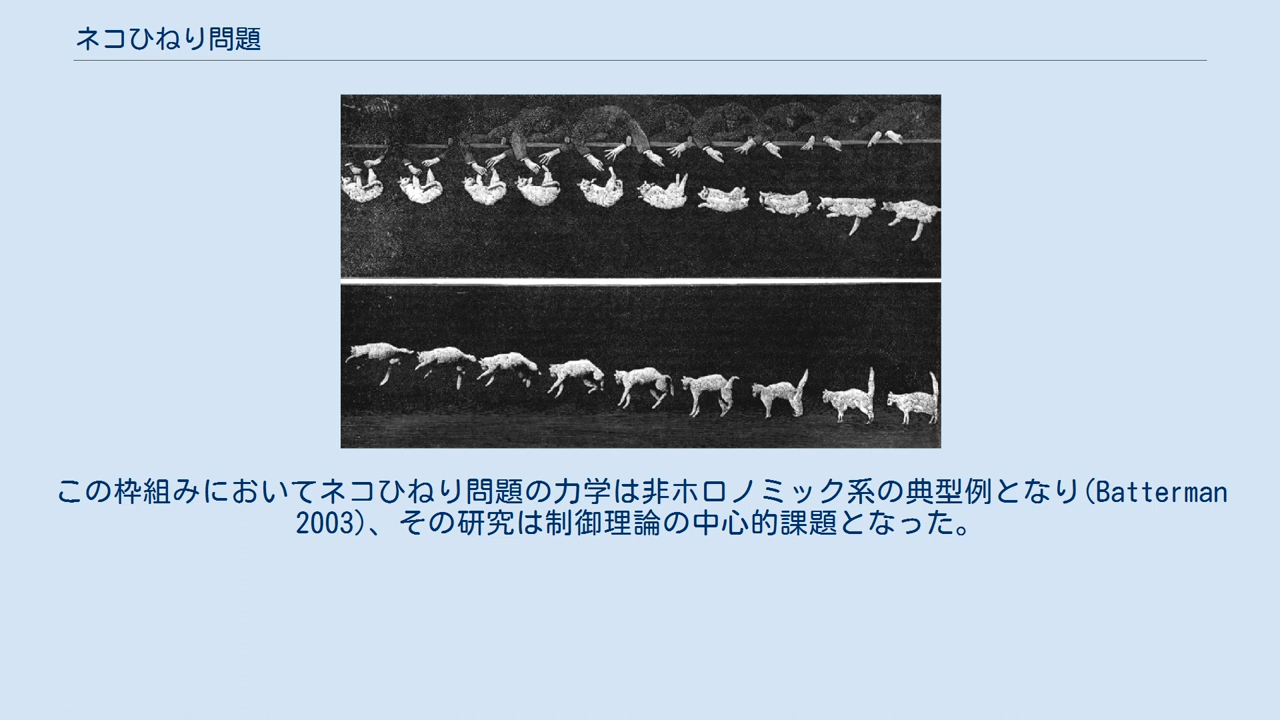 ネコひねり問題
この枠組みにおいてネコひねり問題の力学は非ホロノミック系の典型例となり(Batterman
2003)、その研究は制御理論の中心的課題となった。